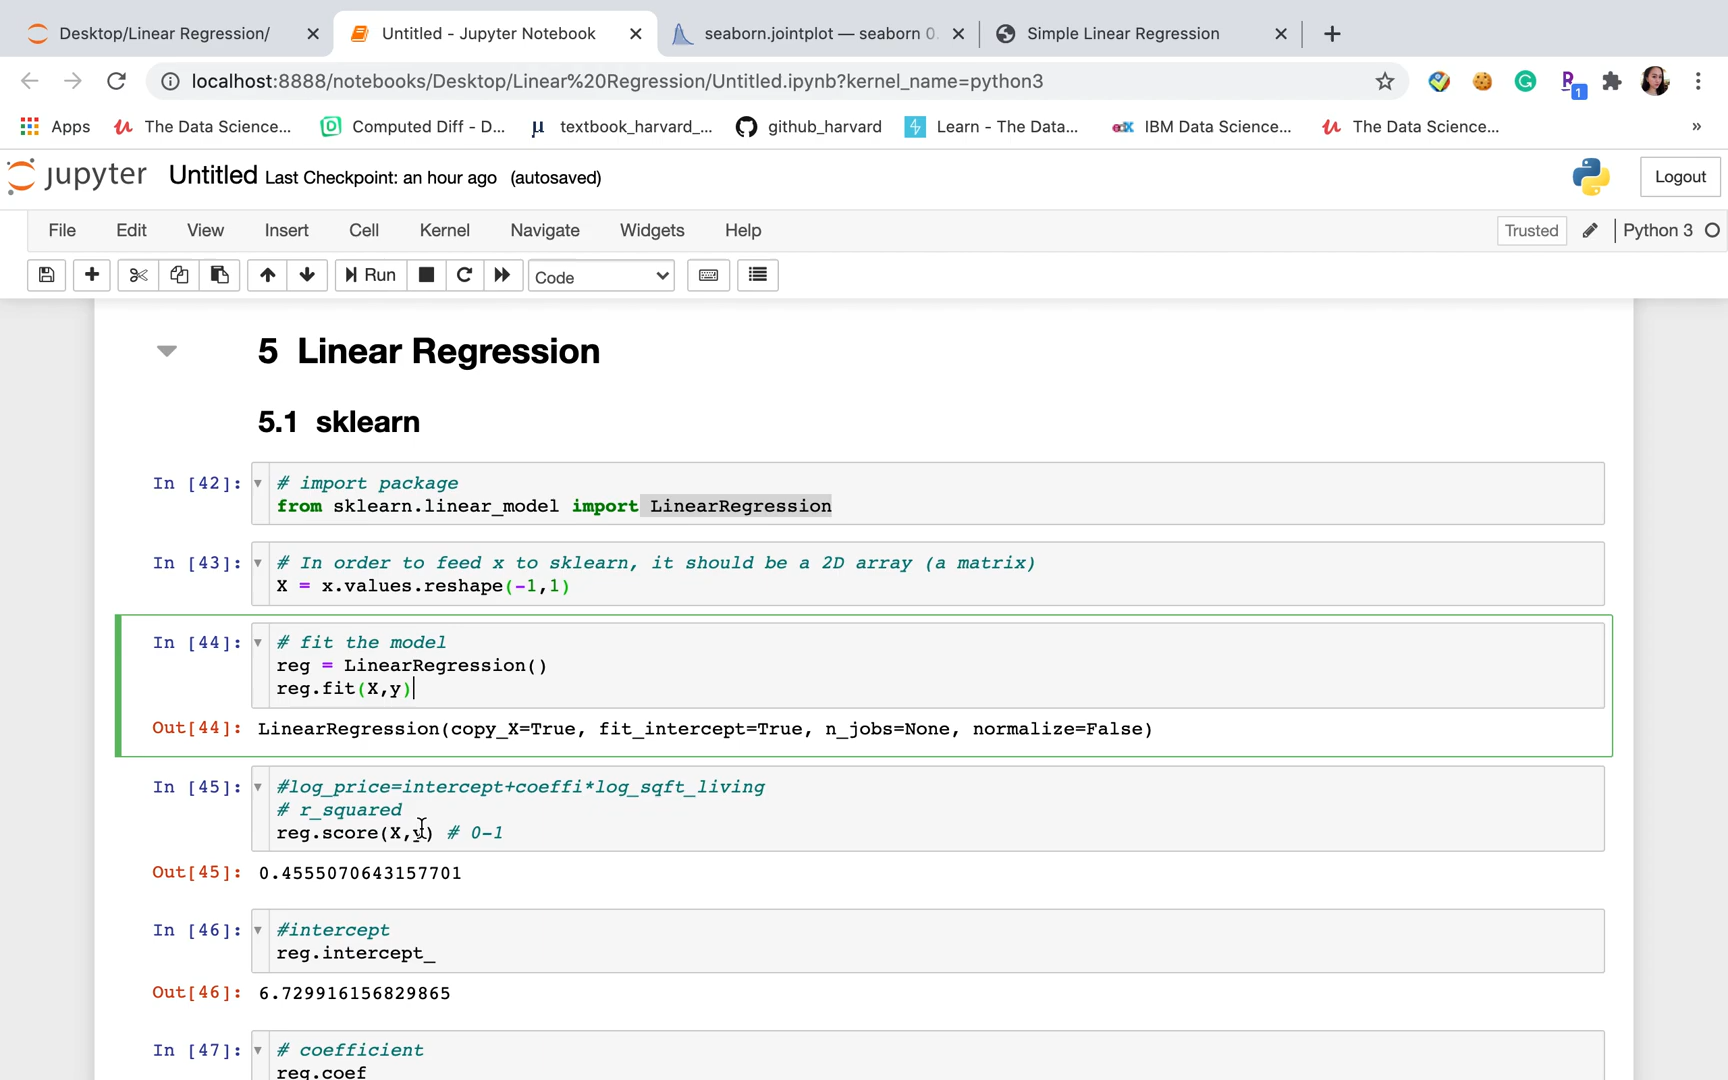 Desktop/Linear Regression/
Untitled - Jupyter Notebook
seaborn.jointplot — seaborn 0.
Simple Linear Regression
localhost:8888/notebooks/Desktop/Linear%20Regression/Untitled.ipynb?kernel_name=python3
1
Apps
The Data Science...
Computed Diff - D...
textbook_harvard_...
github_harvard
Learn - The Data...
IBM Data Science...
The Data Science...
»
jupyter Untitled Last Checkpoint: an hour ago (autosaved)
Logout
File Edit View Insert Cell Kernel Navigate Widgets Help
Trusted
Python 3
Run
Code
5 Linear Regression
5.1 sklearn
In [42]: # import package
from sklearn.linear_model import LinearRegression
In [43]: # In order to feed x to sklearn, it should be a 2D array (a matrix)
X = x.values.reshape(-1,1)
In [44]: # fit the model
reg = LinearRegression()
reg.fit(X,y)
Out[44]: LinearRegression(copy_X=True, fit_intercept=True, n_jobs=None, normalize=False)
In [45]: #log_price=intercept+coeffi*log_sqft_living
# r_squared
reg.score(X,y) # 0-1
Out[45]: 0.4555070643157701
In [46]: #intercept
reg.intercept_
Out[46]: 6.729916156829865
In [47]: # coefficient
reg.coef